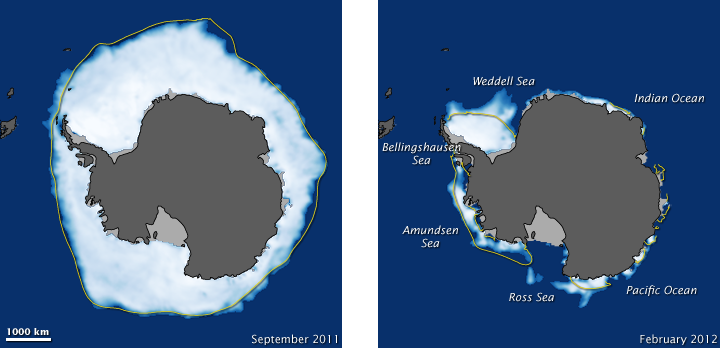 1000 km
September 2011
Weddell Sea
Indian Ocean
Bellingshausen
Sea
Amundsen
Sea
Ross Sea
Pacific Ocean
February 2012